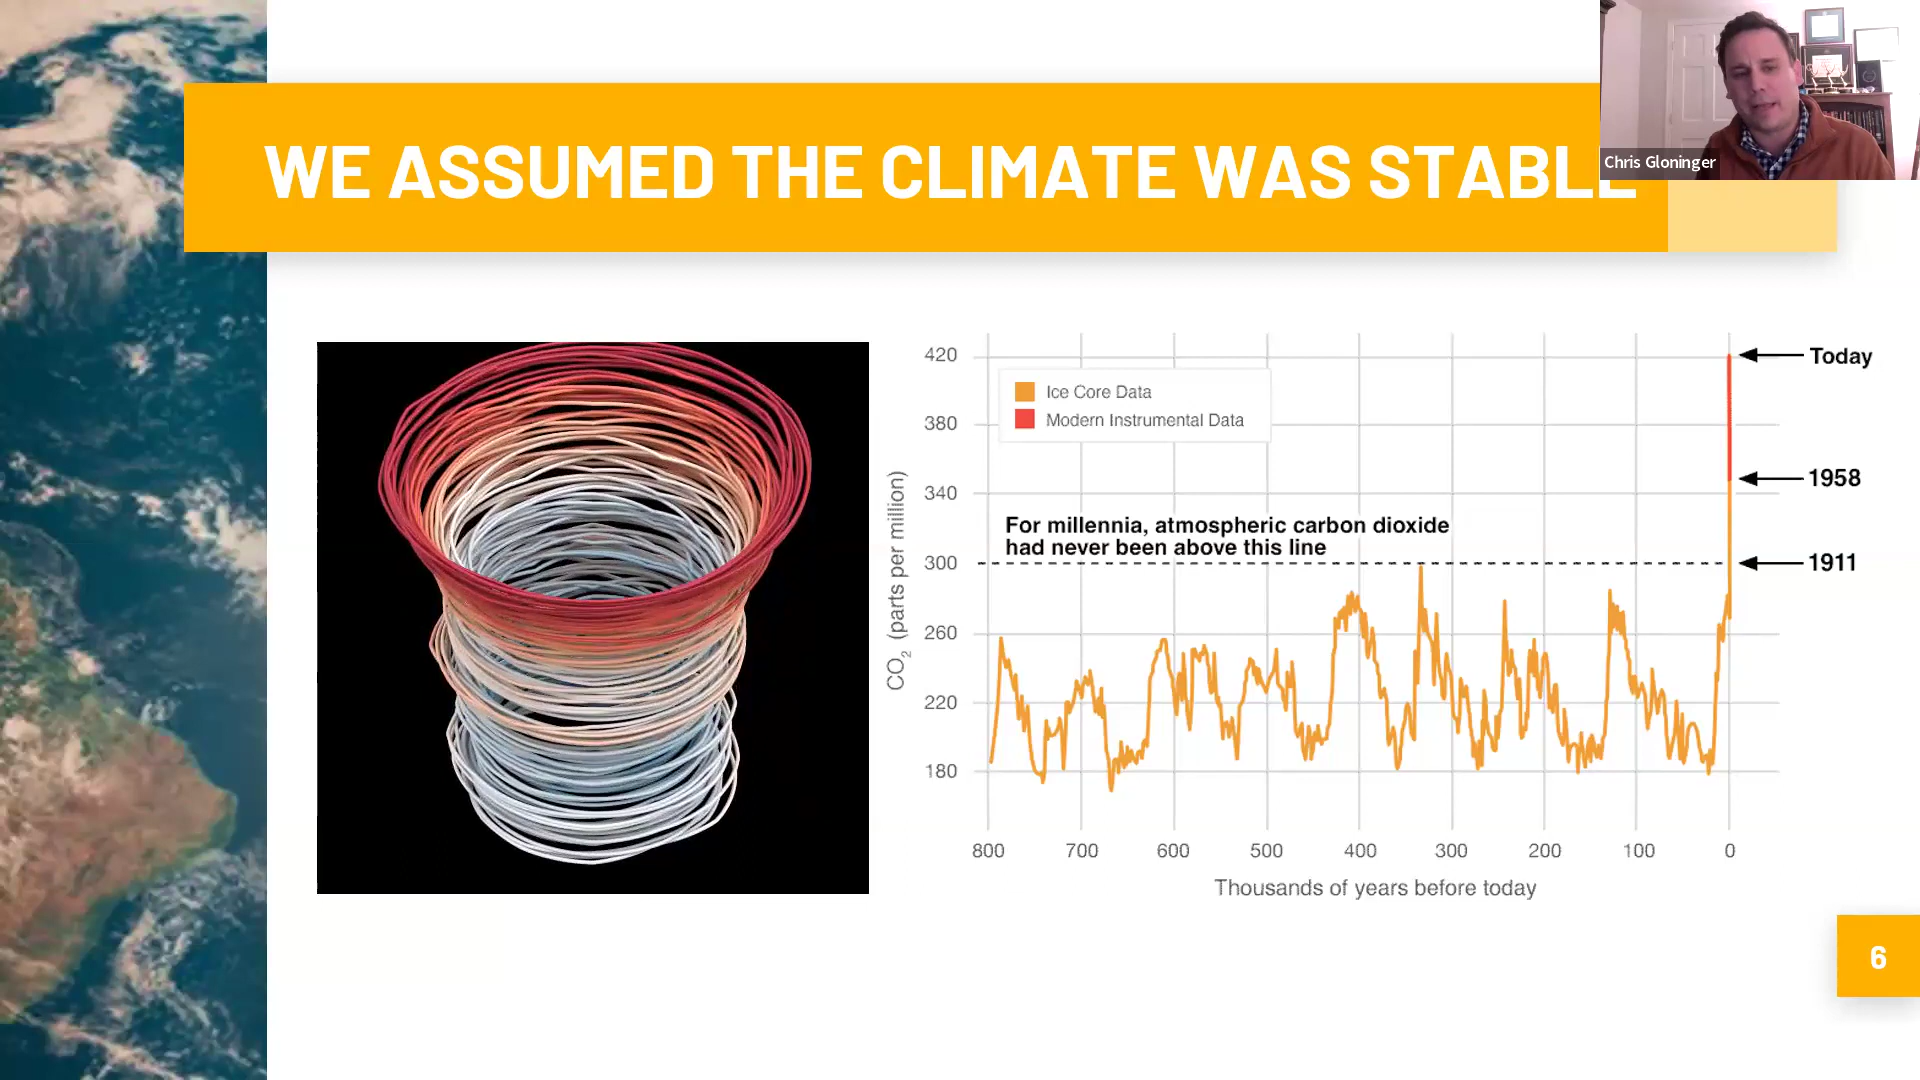 WE ASSUMED THE CLIMATE WAS STABLE
Chris Gloninger
420
380
340
300
260
220
180
CO2 (parts per million)
Ice Core Data
Modern Instrumental Data
For millennia, atmospheric carbon dioxide
had never been above this line
Today
1958
1911
800 700 600 500 400 300 200 100 0
Thousands of years before today
6